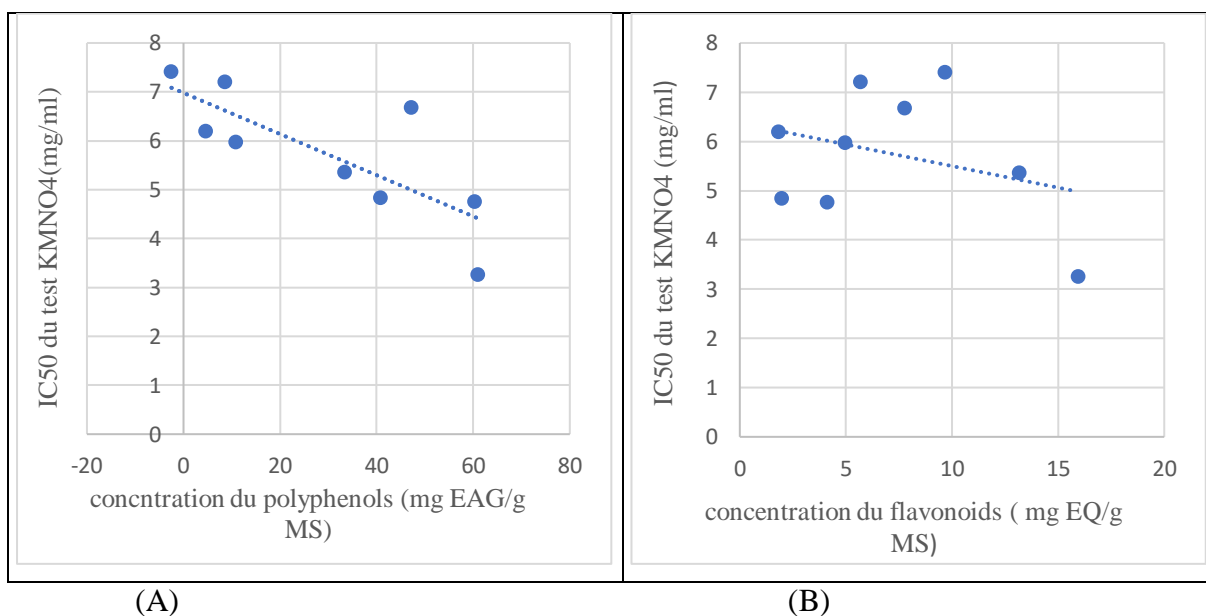 8
7
6
5
4
3
2
1
0
-20 0 20 40 60 80
IC50 du test KMNO4(mg/ml)
concntration du polyphenols (mg EAG/g
MS)
8
7
6
5
4
3
2
1
0
0 5 10 15 20
IC50 du test KMNO4 (mg/ml)
concentration du flavonoids ( mg EQ/g
MS)
(A) (B)